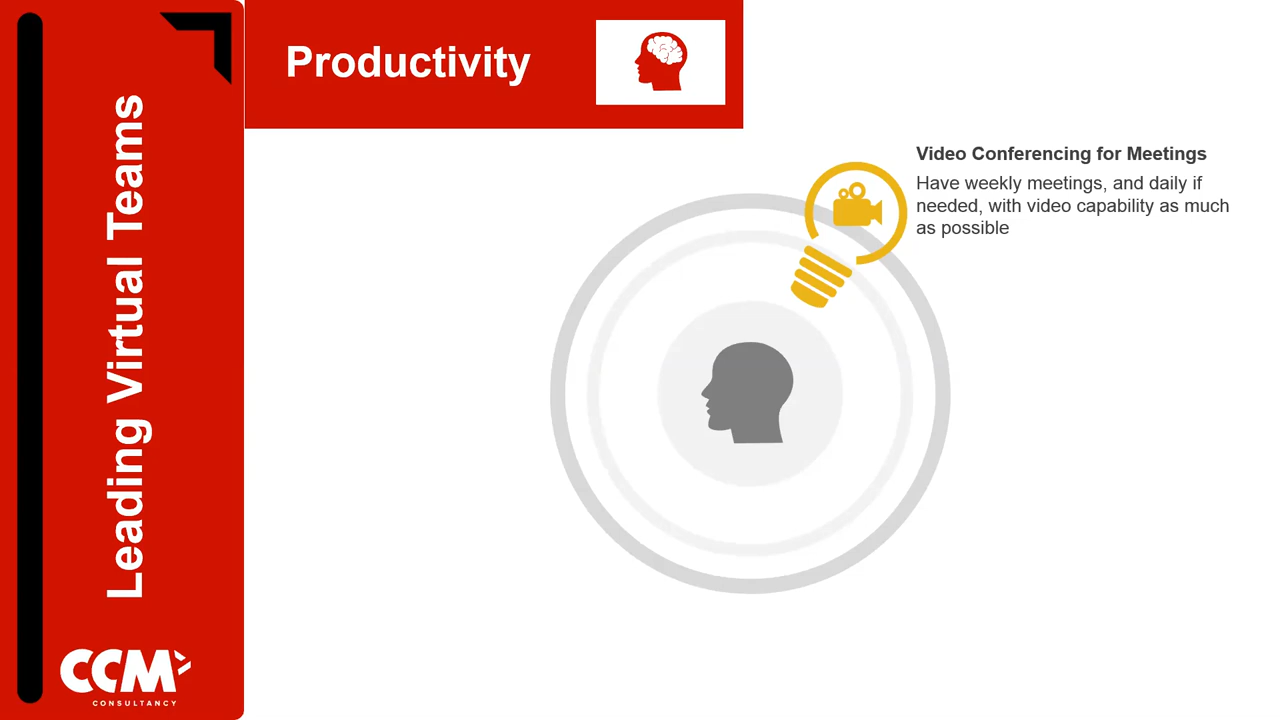 Leading Virtual Teams
Productivity
Video Conferencing for Meetings
Have weekly meetings, and daily if
needed, with video capability as much
as possible
CCM
CONSULTANCY